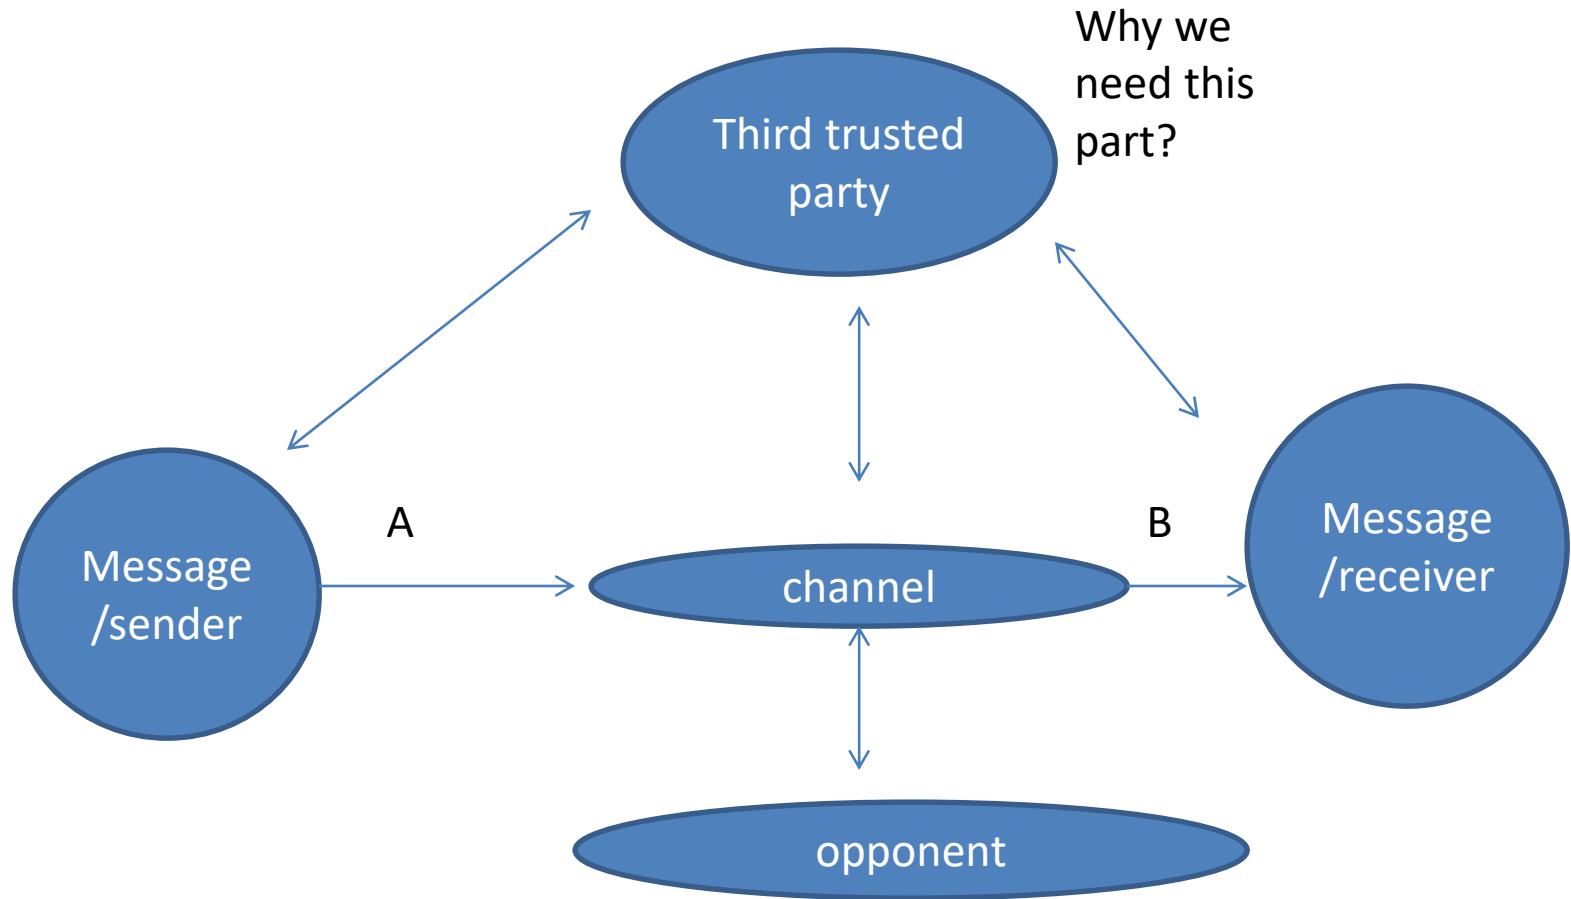 Why we
need this
part?
Third trusted
party
A
B
Message
/sender
channel
Message
/receiver
opponent